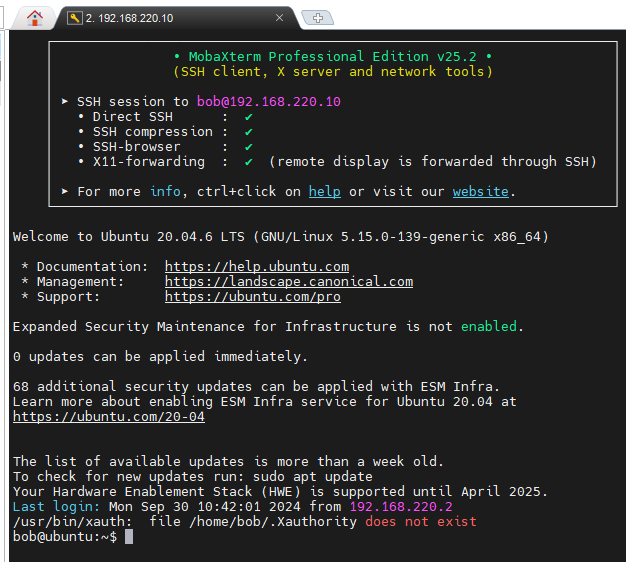 2. 192.168.220.10
• MobaXterm Professional Edition v25.2 •
(SSH client, X server and network tools)
➤ SSH session to bob@192.168.220.10
• Direct SSH      :  ✔
• SSH compression :  ✔
• SSH-browser     :  ✔
• X11-forwarding  :  ✔  (remote display is forwarded through SSH)
➤ For more info, ctrl+click on help or visit our website.
Welcome to Ubuntu 20.04.6 LTS (GNU/Linux 5.15.0-139-generic x86_64)
* Documentation:  https://help.ubuntu.com
* Management:     https://landscape.canonical.com
* Support:        https://ubuntu.com/pro
Expanded Security Maintenance for Infrastructure is not enabled.
0 updates can be applied immediately.
68 additional security updates can be applied with ESM Infra.
Learn more about enabling ESM Infra service for Ubuntu 20.04 at
https://ubuntu.com/20-04
The list of available updates is more than a week old.
To check for new updates run: sudo apt update
Your Hardware Enablement Stack (HWE) is supported until April 2025.
Last login: Mon Sep 30 10:42:01 2024 from 192.168.220.2
/usr/bin/xauth:  file /home/bob/.Xauthority does not exist
bob@ubuntu:~$